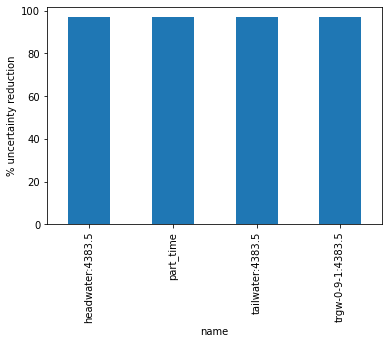 100
80
60
40
20
0
% uncertainty reduction
headwater:4383.5
part_time
tailwater:4383.5
trgw-0-9-1:4383.5
name